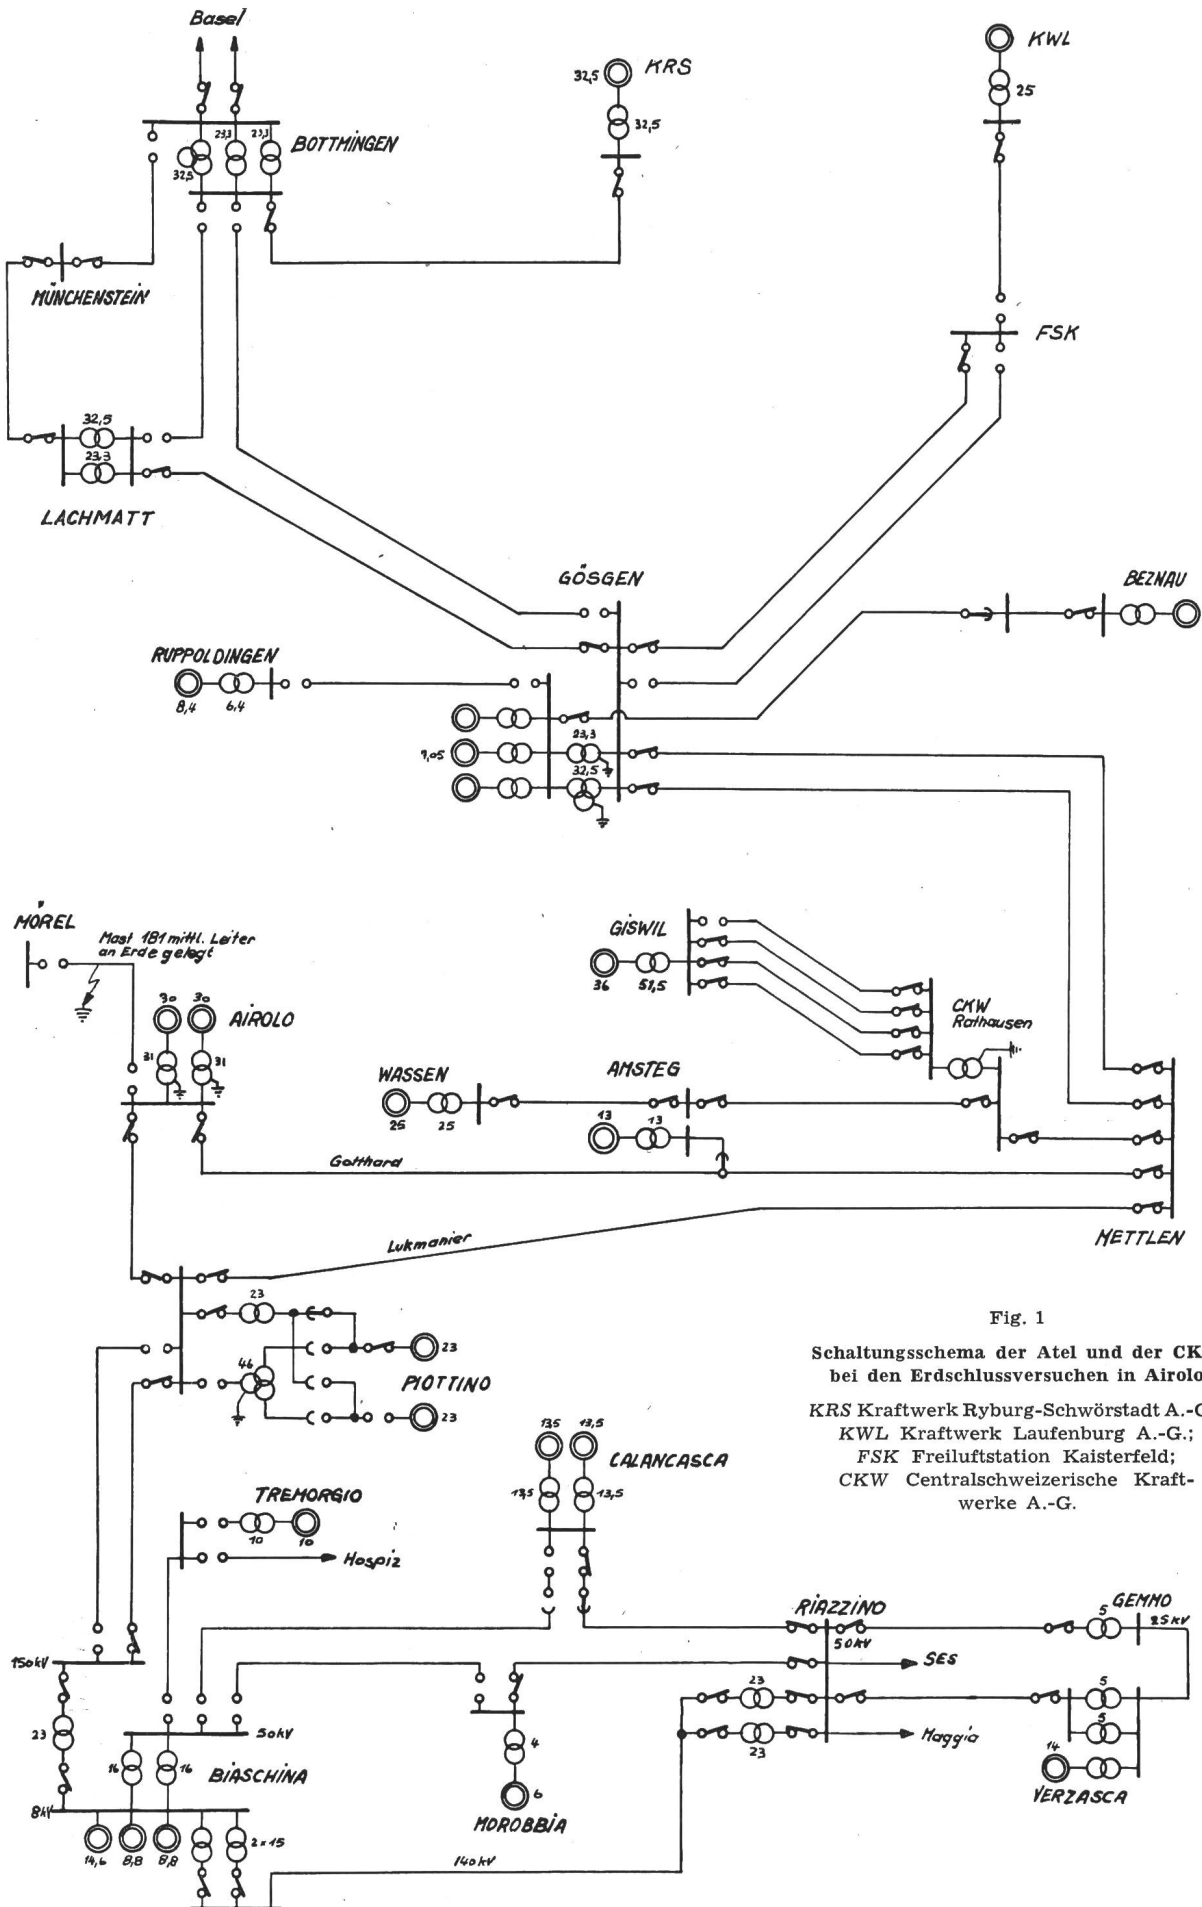 Basel
KRS
32,5
32,5
KWL
25
23,3
23,3
BOTTMINGEN
32,5
MÜNCHENSTEIN
FSK
32,5
23,3
LACHMATT
GÖSGEN
BEZNAU
RUPPOLDINGEN
8,4
6,4
23,3
32,5
7,05
MÖREL
Mast 181 mittl. Leiter
an Erde gelegt
30
30
AIROLO
31
31
GISWIL
36
51,5
CKW
Rathausen
WASSEN
25
25
AMSTEG
13
13
Gotthard
Lukmanier
METTLEN
23
23
46
PIOTTINO
23
Fig. 1
Schaltungsschema der Atel und der CK
bei den Erdschlussversuchen in Airolo
KRS Kraftwerk Ryburg-Schwörstadt A.-G
KWL Kraftwerk Laufenburg A.-G.;
FSK Freiluftstation Kaisterfeld;
CKW Centralschweizerische Kraft-
werke A.-G.
13,5
13,5
CALANCASCA
13,5
13,5
TREMORGIO
10
10
Hospiz
RIAZZINO
50kV
GEMMO
5
25kV
SES
150kV
23
23
23
Maggia
5
5
14
VERZASCA
50kV
16
16
BIASCHINA
4
6
MOROBBIA
8kV
14,6
8,8
8,8
2x15
140kV